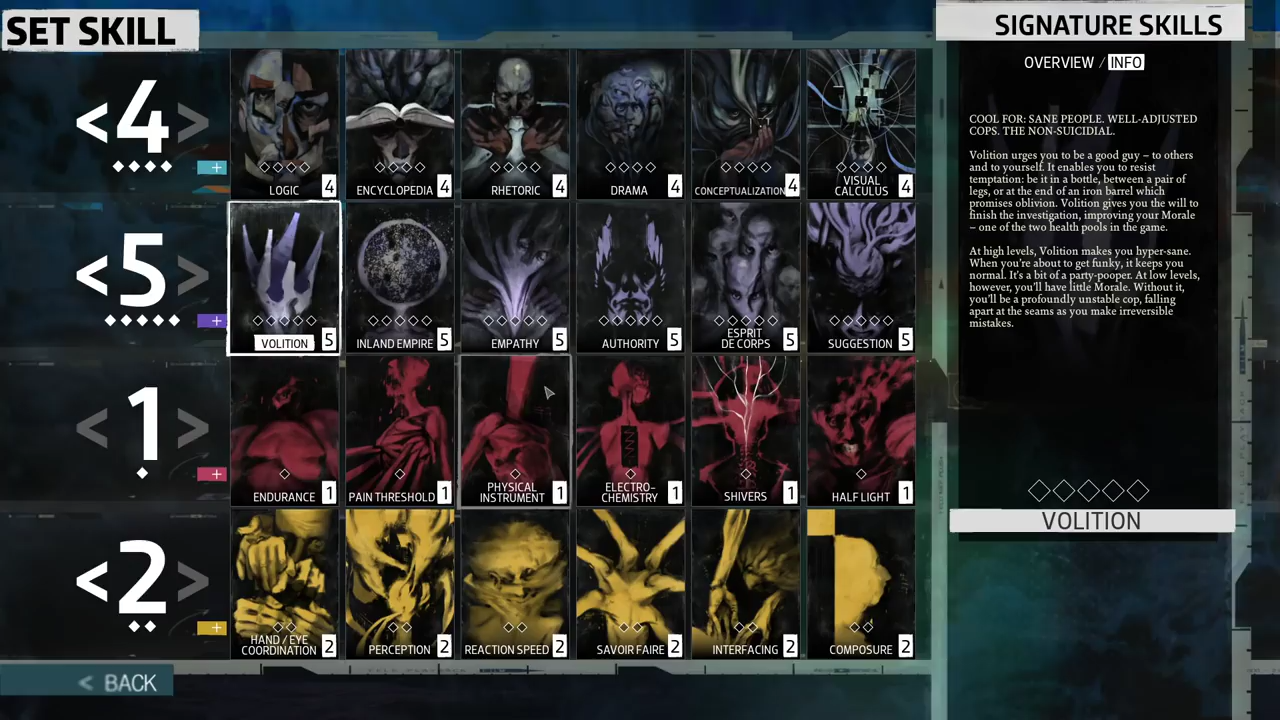 SET SKILL
SIGNATURE SKILLS
OVERVIEW / INFO
<4>
+
LOGIC 4
ENCYCLOPEDIA 4
RHETORIC 4
DRAMA 4
CONCEPTUALIZATION 4
VISUAL
CALCULUS 4
<5>
+
VOLITION 5
INLAND EMPIRE 5
EMPATHY 5
AUTHORITY 5
ESPRIT
DE CORPS 5
SUGGESTION 5
<1>
+
ENDURANCE 1
PAIN THRESHOLD 1
PHYSICAL
INSTRUMENT 1
ELECTRO-
CHEMISTRY 1
SHIVERS 1
HALF LIGHT 1
<2>
+
HAND / EYE
COORDINATION 2
PERCEPTION 2
REACTION SPEED 2
SAVOIR FAIRE 2
INTERFACING 2
COMPOSURE 2
< BACK
COOL FOR: SANE PEOPLE. WELL-ADJUSTED
COPS. THE NON-SUICIDIAL.
Volition urges you to be a good guy – to others
and to yourself. It enables you to resist
temptation: be it in a bottle, between a pair of
legs, or at the end of an iron barrel which
promises oblivion. Volition gives you the will to
finish the investigation, improving your Morale
– one of the two health pools in the game.
At high levels, Volition makes you hyper-sane.
When you're about to get funky, it keeps you
normal. It's a bit of a party-pooper. At low levels,
however, you'll have little Morale. Without it,
you'll be a profoundly unstable cop, falling
apart at the seams as you make irreversible
mistakes.
VOLITION